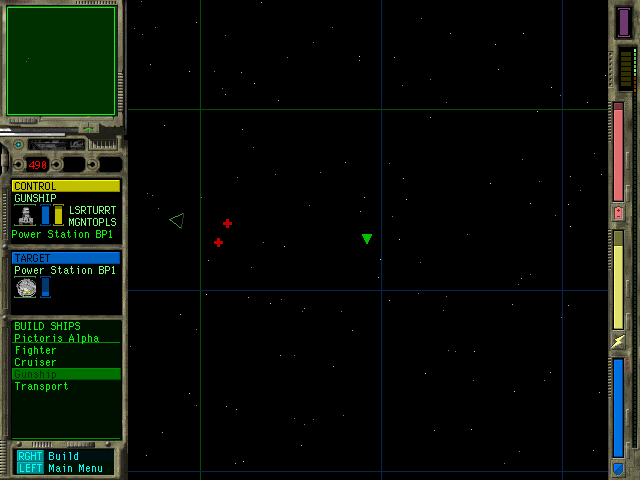 490
CONTROL
GUNSHIP
LSRTURRT
MGNTOPLS
Power Station BP1
TARGET
Power Station BP1
BUILD SHIPS
Pictoris Alpha
Fighter
Cruiser
Gunship
Transport
RGHT Build
LEFT Main Menu